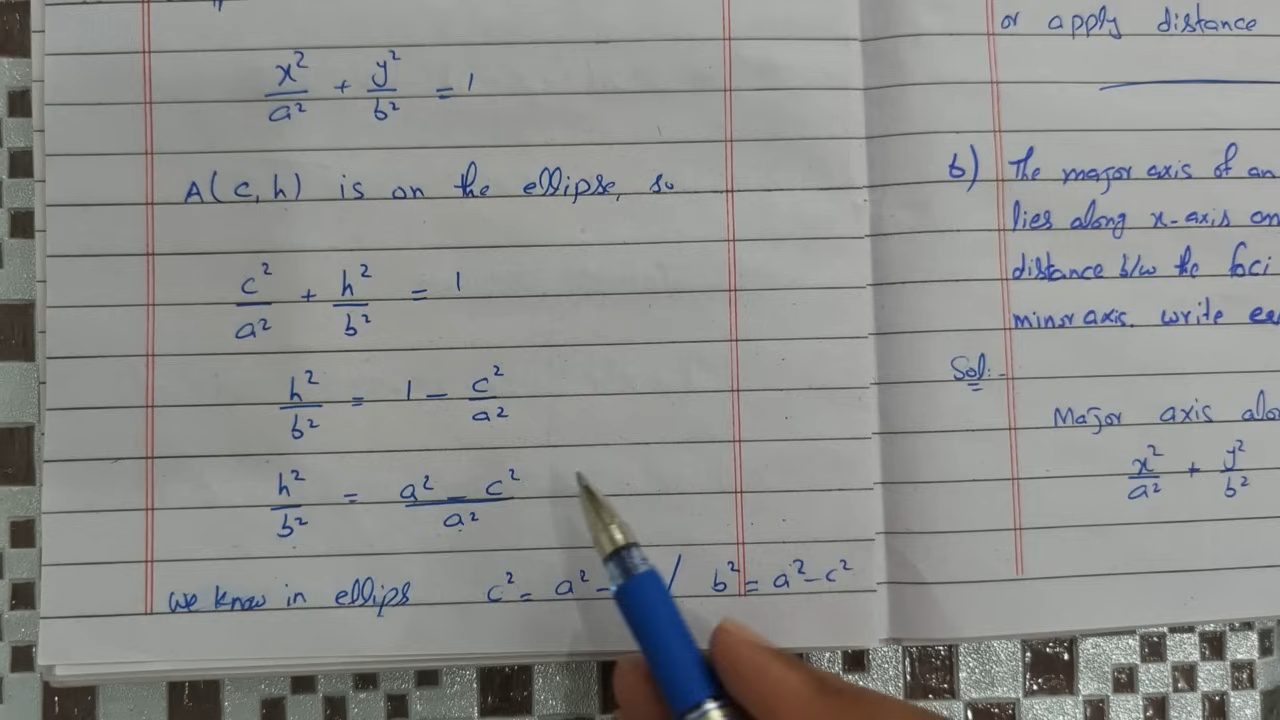 x²/a² + y²/b² = 1
A(c,h) is on the ellipse, so
c²/a² + h²/b² = 1
h²/b² = 1 - c²/a²
h²/b² = a² - c²/a²
we know in ellips c² = a² - / b² = a² - c²
or apply distance
b) The major axis of an
lies along x-axis
distance b/w the foci
minor axis. write
Sol:-
Major axis
x²/a² + y²/b²